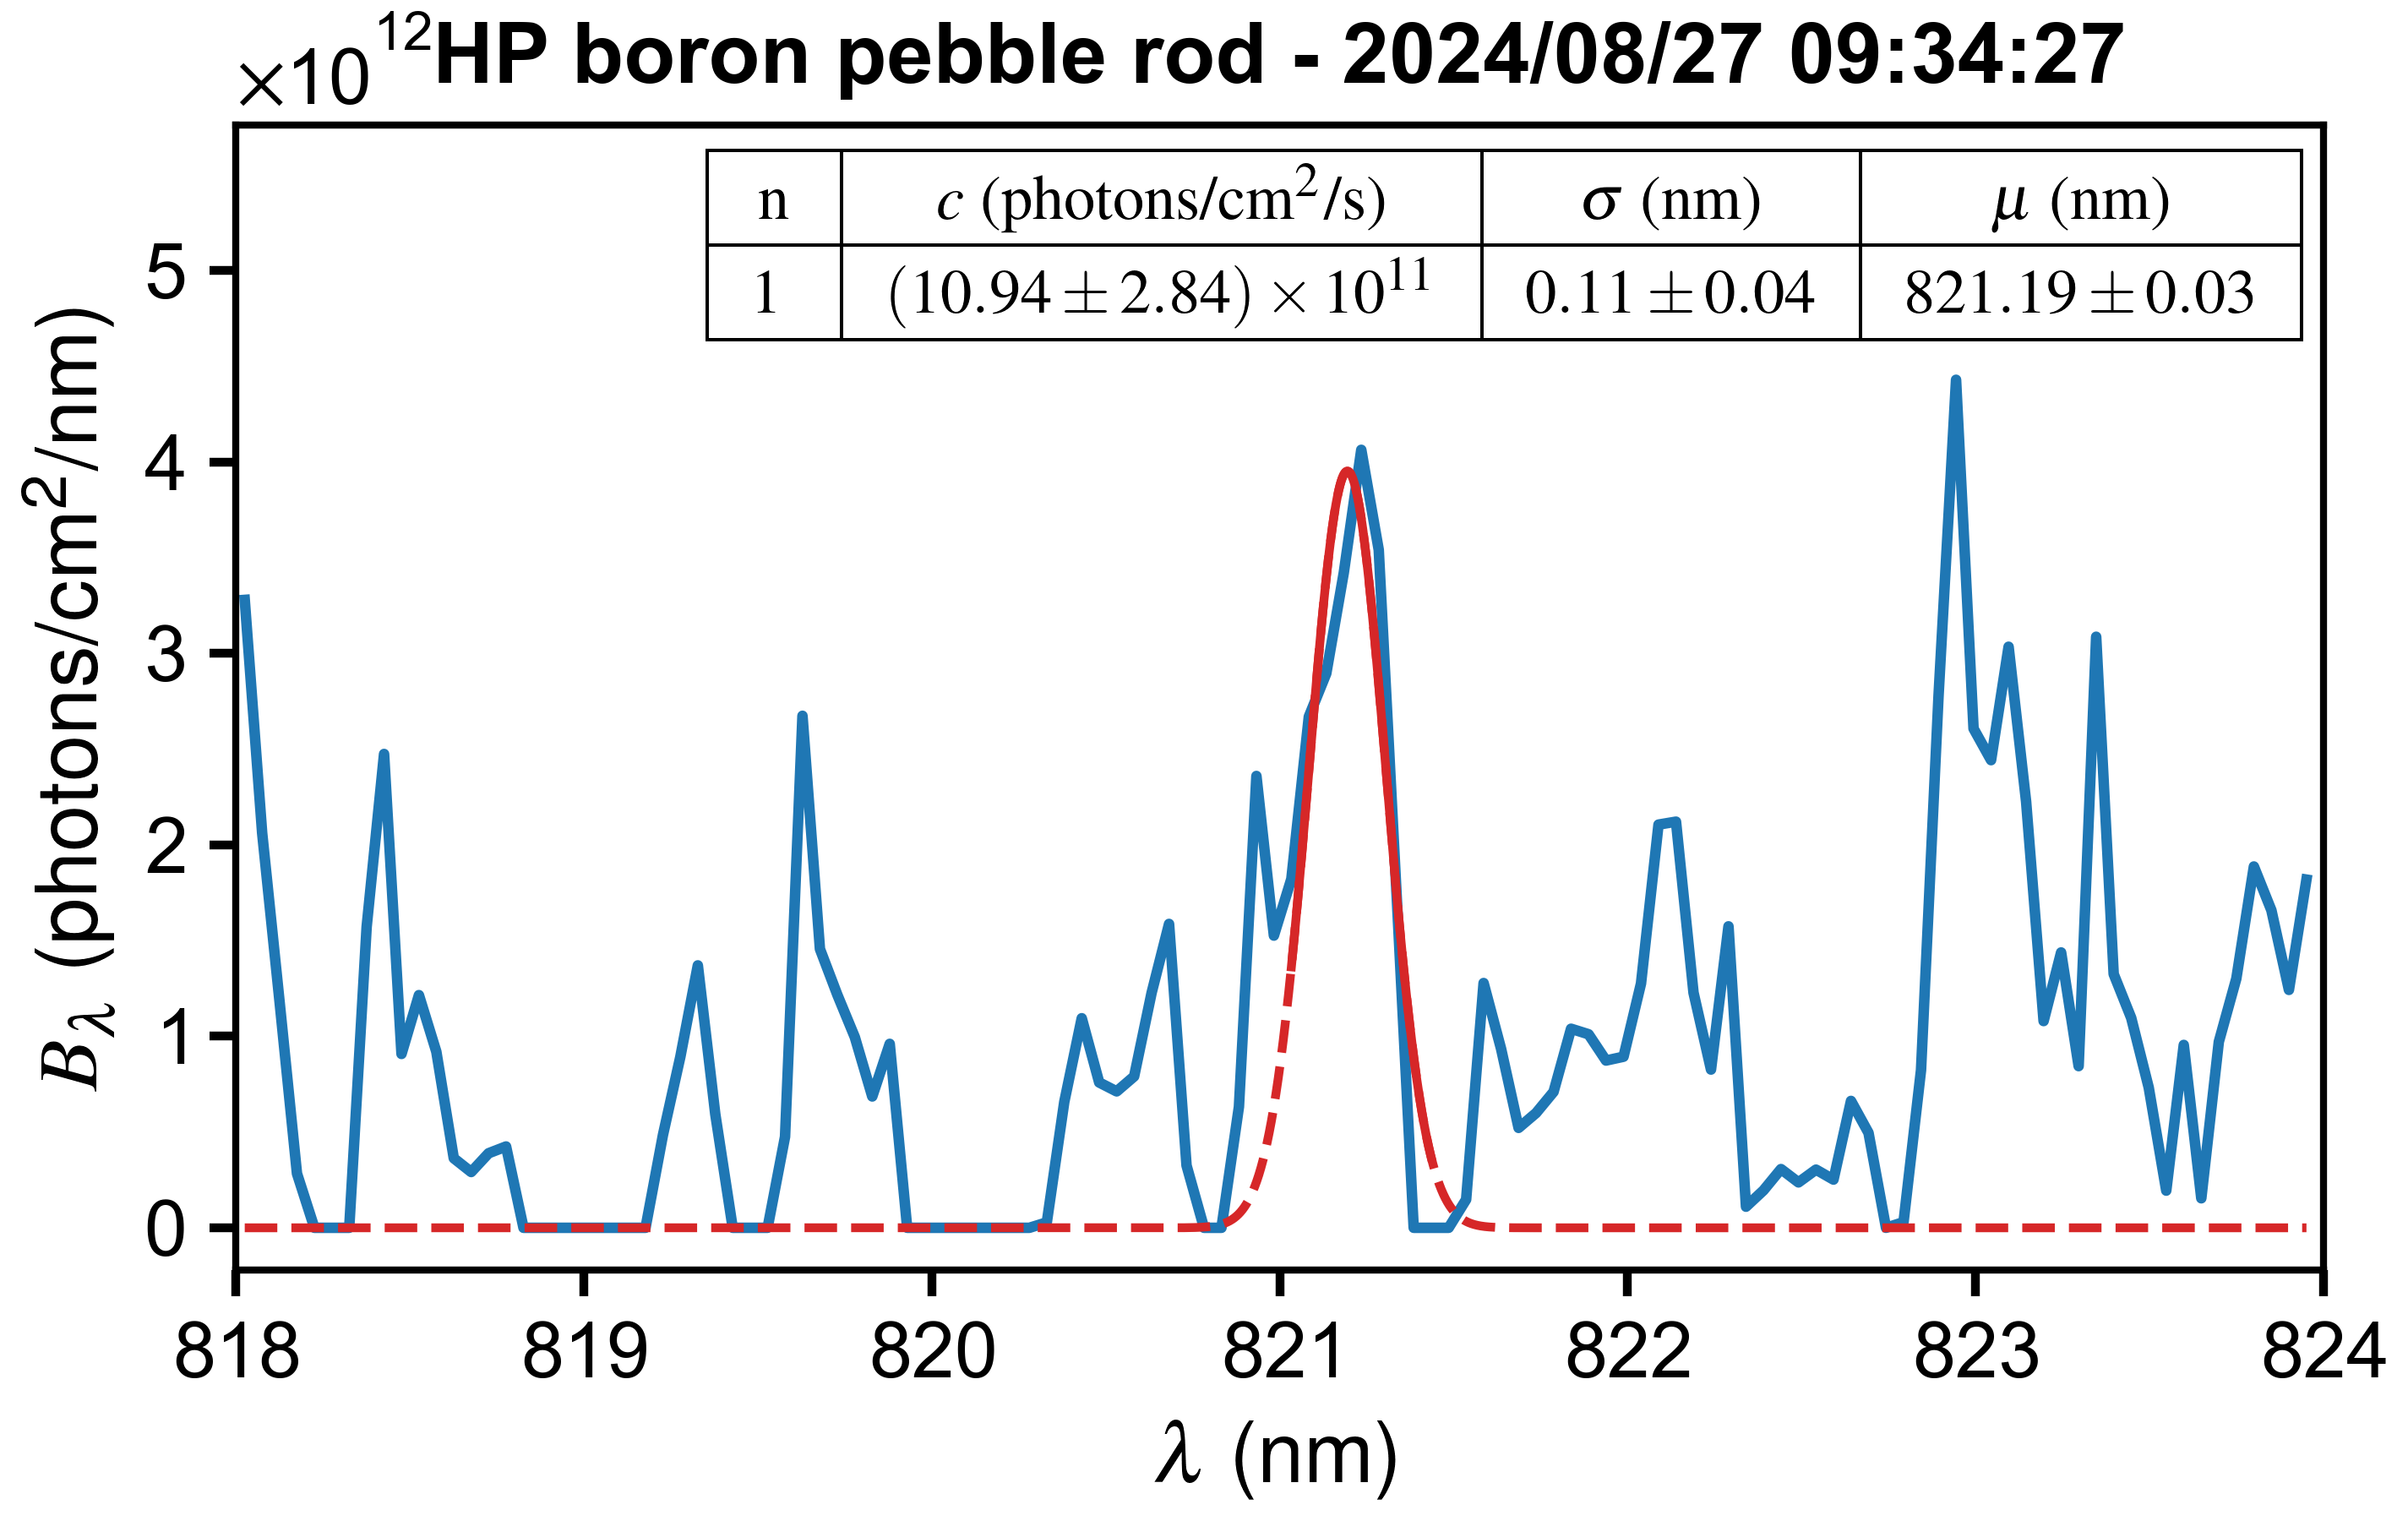 ×10¹²
HP boron pebble rod - 2024/08/27 09:34:27
n c (photons/cm²/s) σ (nm) μ (nm)
1 (10.94 ± 2.84) × 10¹¹ 0.11 ± 0.04 821.19 ± 0.03
5
4
3
2
1
0
B_λ (photons/cm²/nm)
818 819 820 821 822 823 824
λ (nm)